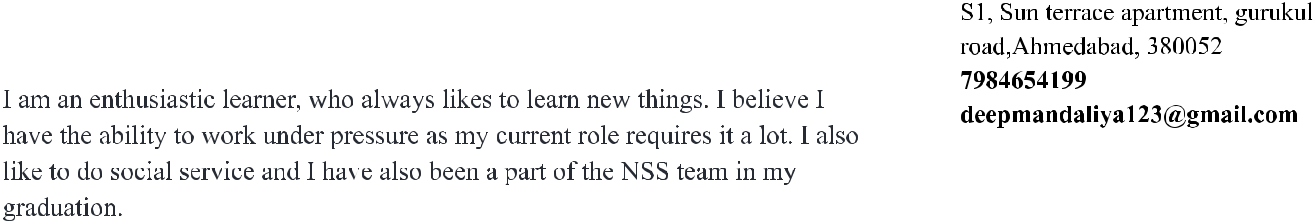 S1, Sun terrace apartment, gurukul
road,Ahmedabad, 380052
7984654199
deepmandaliya123@gmail.com
I am an enthusiastic learner, who always likes to learn new things. I believe I
have the ability to work under pressure as my current role requires it a lot. I also
like to do social service and I have also been a part of the NSS team in my
graduation.